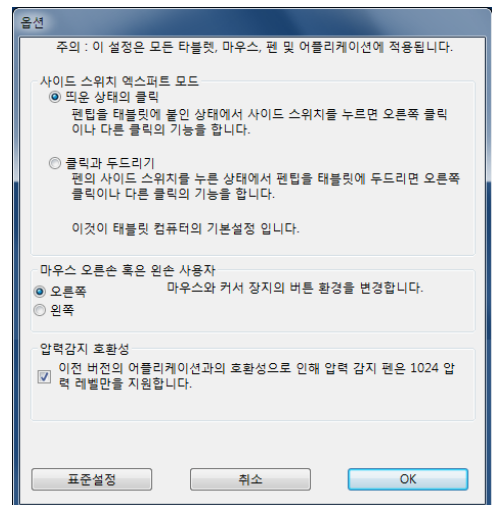 옵션
주의 : 이 설정은 모든 타블렛, 마우스, 펜 및 어플리케이션에 적용됩니다.
사이드 스위치 엑스퍼트 모드
띄운 상태의 클릭
펜팁을 태블릿에 붙인 상태에서 사이드 스위치를 누르면 오른쪽 클릭
이나 다른 클릭의 기능을 합니다.
클릭과 두드리기
펜의 사이드 스위치를 누른 상태에서 펜팁을 태블릿에 두드리면 오른쪽
클릭이나 다른 클릭의 기능을 합니다.
이것이 태블릿 컴퓨터의 기본설정 입니다.
마우스 오른손 혹은 왼손 사용자
오른쪽 마우스와 커서 장지의 버튼 환경을 변경합니다.
왼쪽
압력감지 호환성
이전 버전의 어플리케이션과의 호환성으로 인해 압력 감지 펜은 1024 압
력 레벨만을 지원합니다.
표준설정 취소 OK